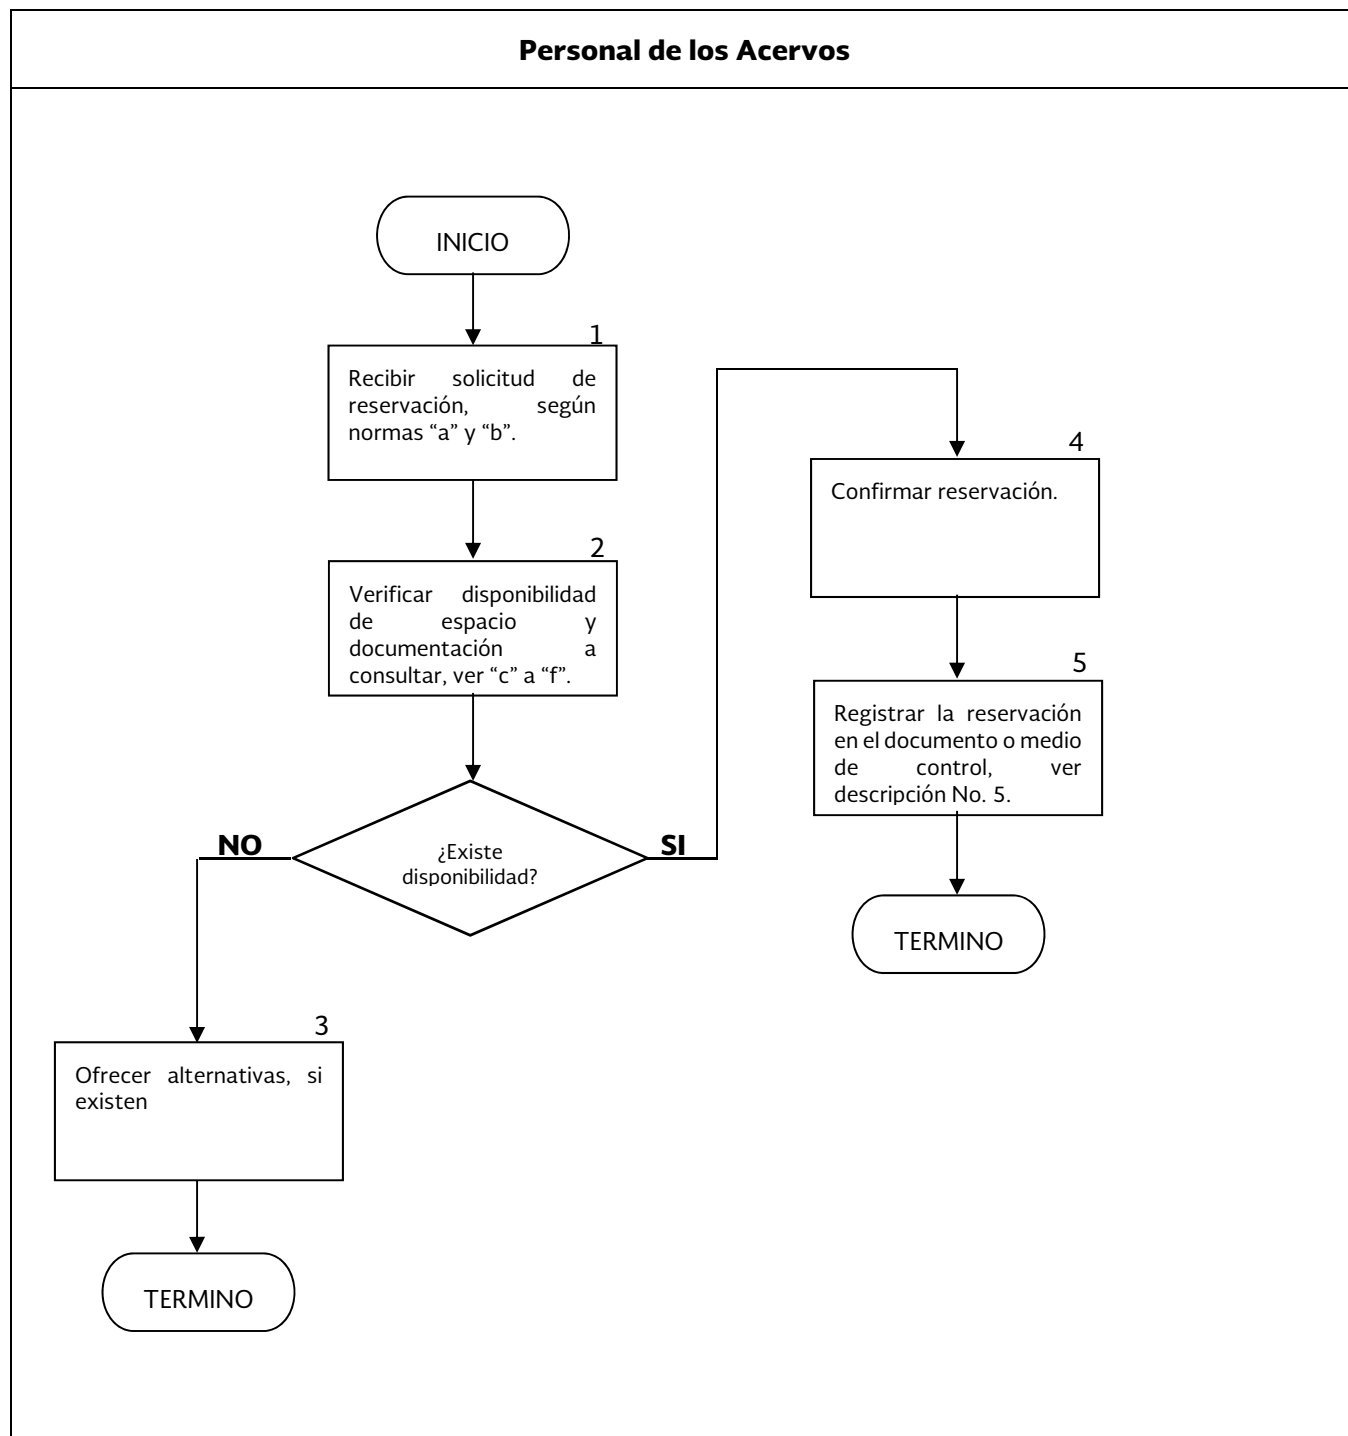 Personal de los Acervos
INICIO
1
Recibir solicitud de
reservación, según
normas “a” y “b”.
2
Verificar disponibilidad
de espacio y
documentación a
consultar, ver “c” a “f”.
¿Existe
disponibilidad?
NO
SI
3
Ofrecer alternativas, si
existen
TERMINO
4
Confirmar reservación.
5
Registrar la reservación
en el documento o medio
de control, ver
descripción No. 5.
TERMINO